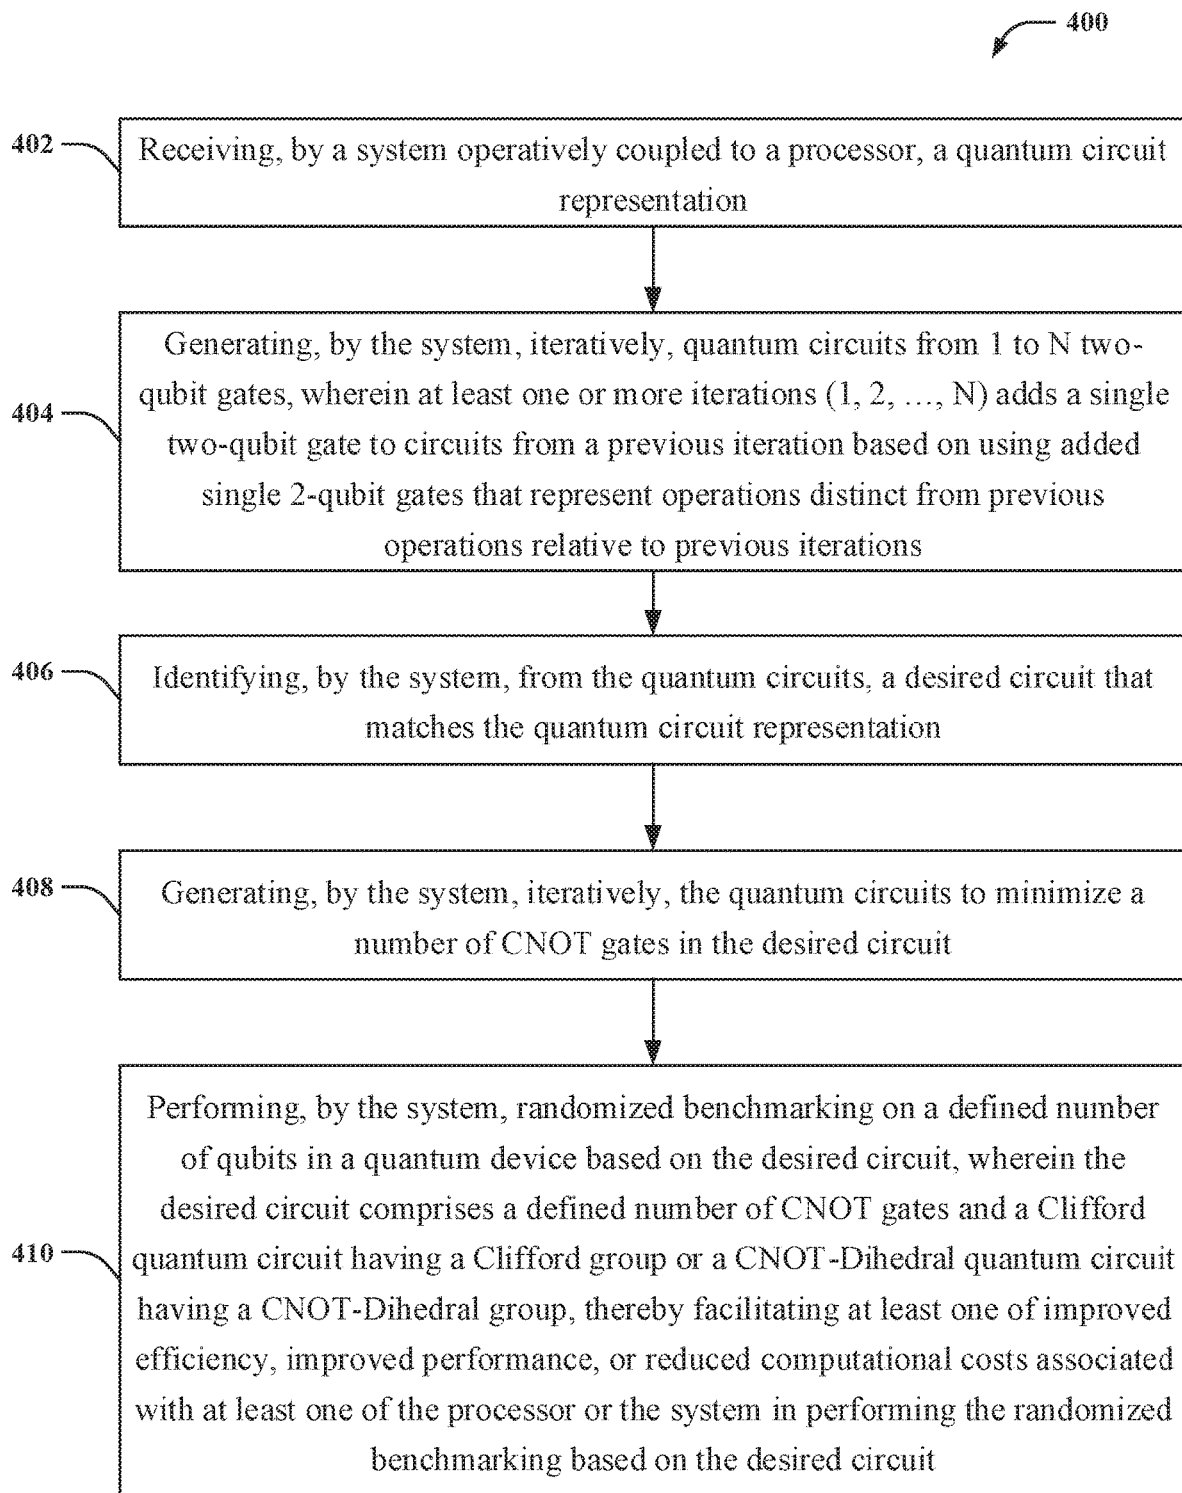 400
402
Receiving, by a system operatively coupled to a processor, a quantum circuit
representation
404
Generating, by the system, iteratively, quantum circuits from 1 to N two-
qubit gates, wherein at least one or more iterations (1, 2, ..., N) adds a single
two-qubit gate to circuits from a previous iteration based on using added
single 2-qubit gates that represent operations distinct from previous
operations relative to previous iterations
406
Identifying, by the system, from the quantum circuits, a desired circuit that
matches the quantum circuit representation
408
Generating, by the system, iteratively, the quantum circuits to minimize a
number of CNOT gates in the desired circuit
410
Performing, by the system, randomized benchmarking on a defined number
of qubits in a quantum device based on the desired circuit, wherein the
desired circuit comprises a defined number of CNOT gates and a Clifford
quantum circuit having a Clifford group or a CNOT-Dihedral quantum circuit
having a CNOT-Dihedral group, thereby facilitating at least one of improved
efficiency, improved performance, or reduced computational costs associated
with at least one of the processor or the system in performing the randomized
benchmarking based on the desired circuit